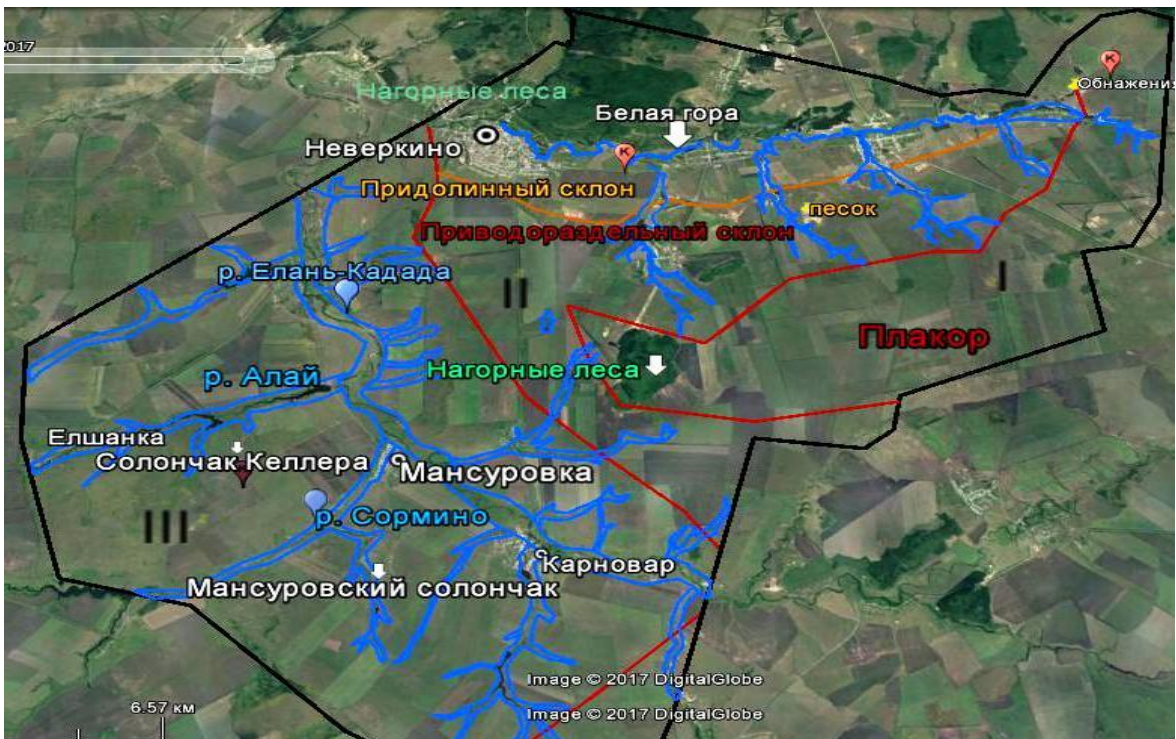 2017
Нагорные леса
Обнажения
Белая гора
Неверкино
Придолинный склон
песок
Приводораздельный склон
р. Елань-Кадада
II
I
Плакор
Нагорные леса
р. Алай
Елшанка
Солончак Келлера
Мансуровка
III
р. Сормино
Карновар
Мансуровский солончак
Image © 2017 DigitalGlobe
6.57 км
Image © 2017 DigitalGlobe